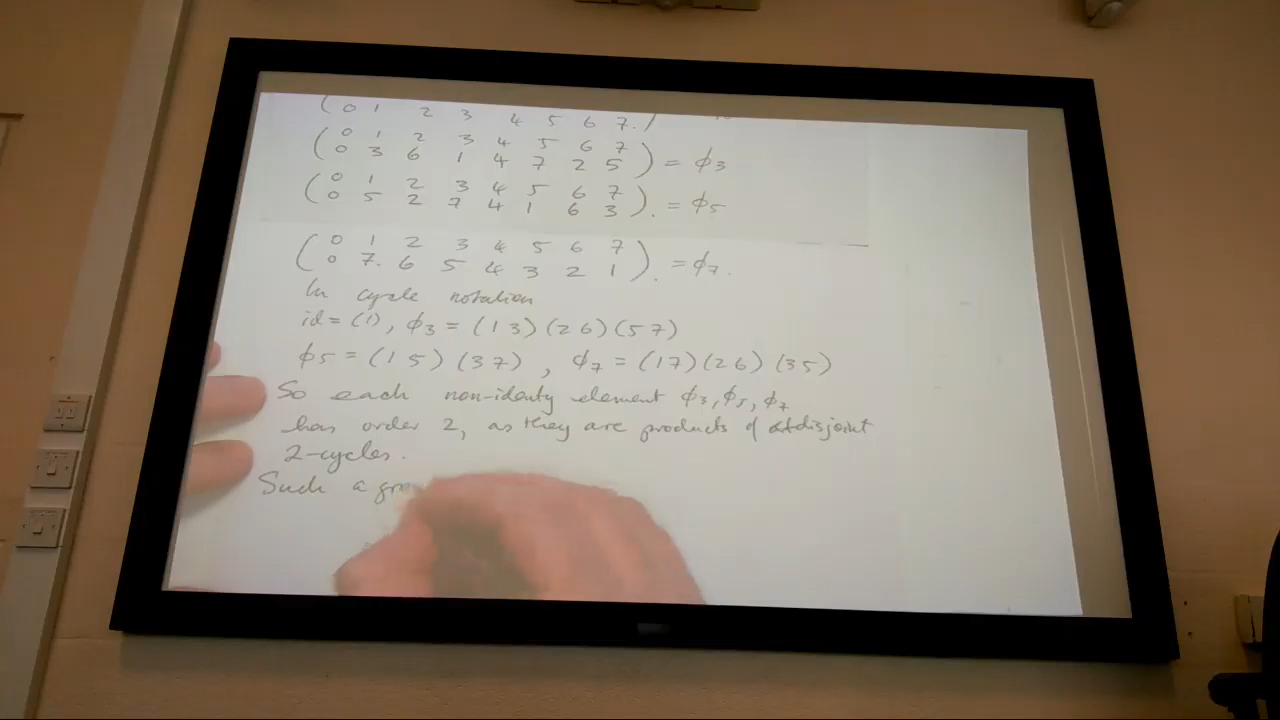 ( 0 1 2 3 4 5 6 7. )
( 0 1 2 3 4 5 6 7
0 3 6 1 4 7 2 5 ) = ϕ3
( 0 1 2 3 4 5 6 7
0 5 2 7 4 1 6 3 ). = ϕ5
( 0 1 2 3 4 5 6 7
0 7. 6 5 4 3 2 1 ). = ϕ7.
In cycle notation
id = (1), ϕ3 = (1 3) (2 6) (5 7)
ϕ5 = (1 5) (3 7) , ϕ7 = (1 7) (2 6) (3 5)
So each non-identy element ϕ3, ϕ5, ϕ7
has order 2, as they are products of disjoint
2-cycles.
Such a gro